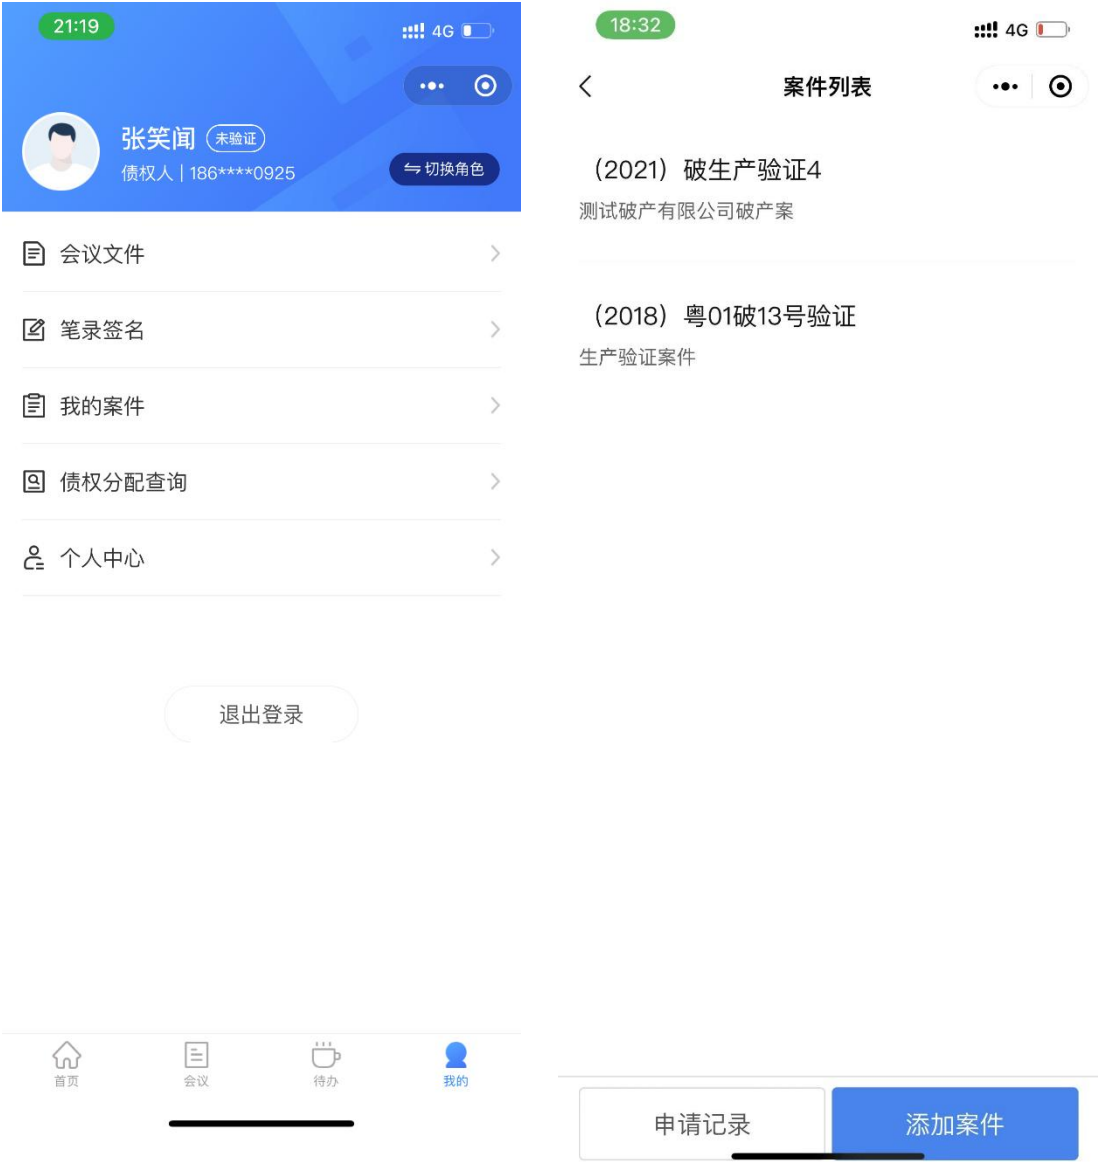 21:19
4G
张笑闻 未验证
债权人 | 186****0925
切换角色
会议文件
笔录签名
我的案件
债权分配查询
个人中心
退出登录
首页
会议
待办
我的
18:32
4G
案件列表
（2021）破生产验证4
测试破产有限公司破产案
（2018）粤01破13号验证
生产验证案件
申请记录
添加案件